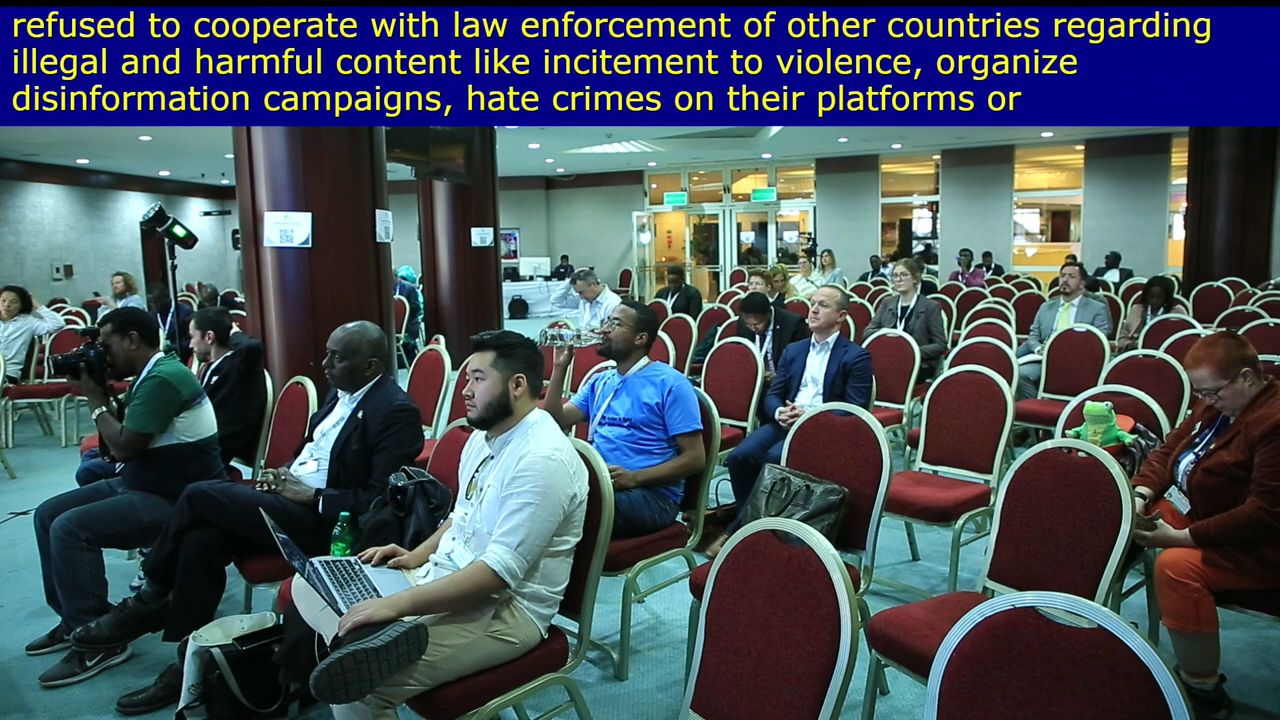 refused to cooperate with law enforcement of other countries regarding
illegal and harmful content like incitement to violence, organize
disinformation campaigns, hate crimes on their platforms or